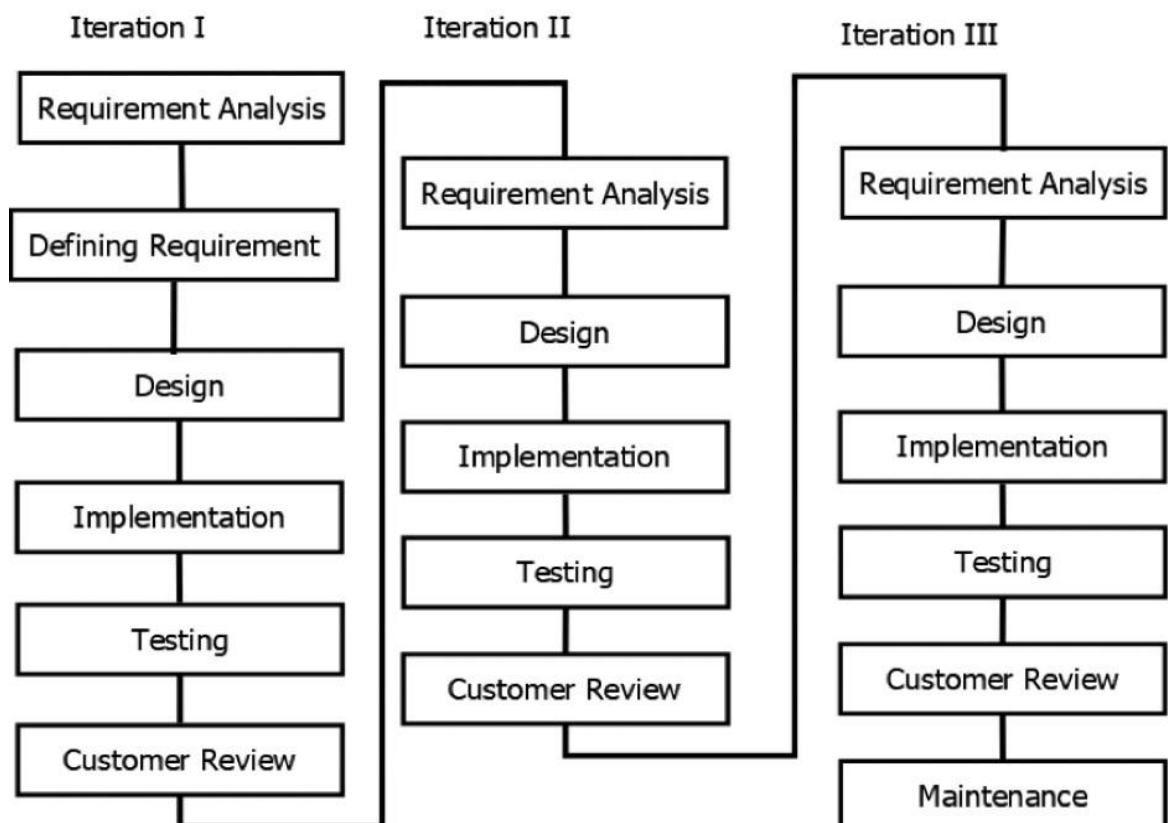 Iteration I
Requirement Analysis
Defining Requirement
Design
Implementation
Testing
Customer Review
Iteration II
Requirement Analysis
Design
Implementation
Testing
Customer Review
Iteration III
Requirement Analysis
Design
Implementation
Testing
Customer Review
Maintenance